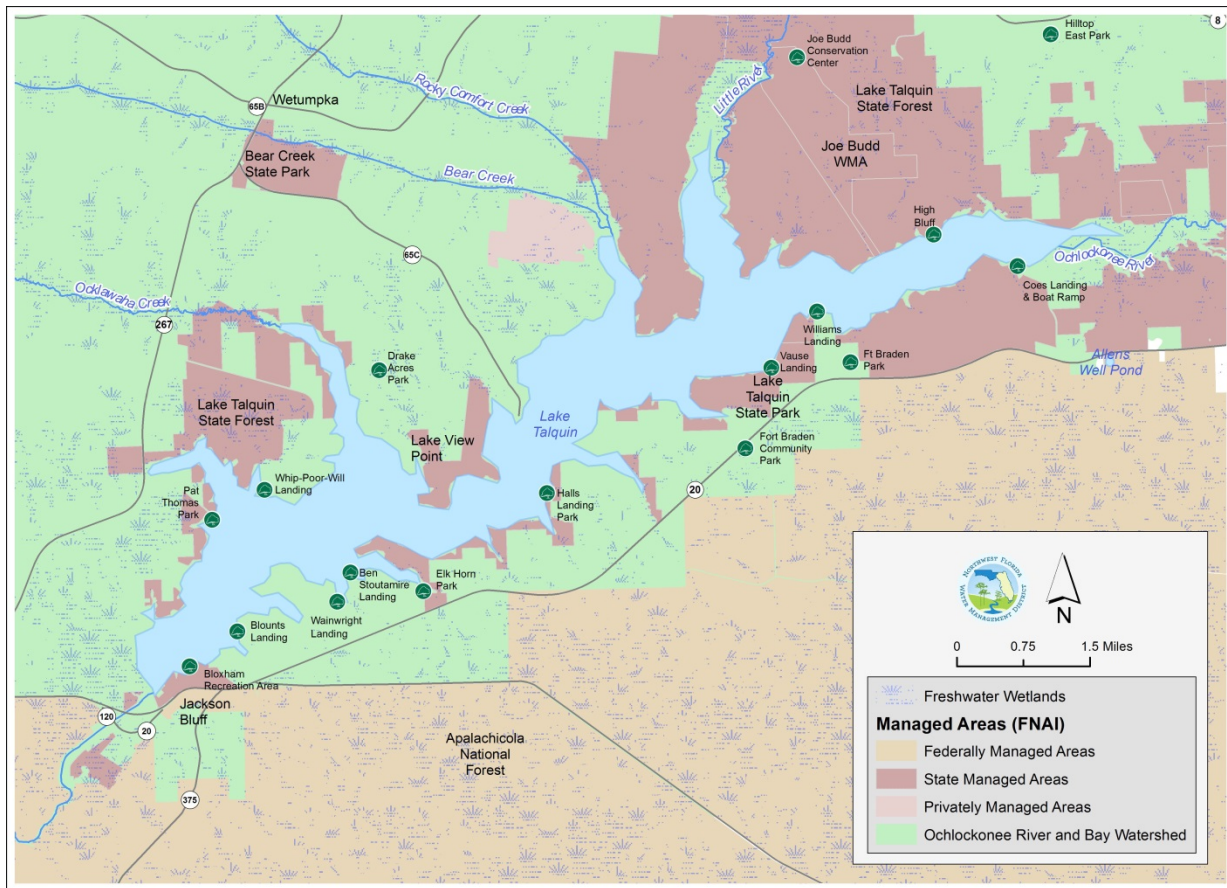 8
Hilltop
East Park
Joe Budd
Conservation
Center
Little River
Rocky Comfort Creek
Lake Talquin
State Forest
65B
Wetumpka
Joe Budd
WMA
Bear Creek
State Park
Bear Creek
High
Bluff
65C
Ochlockonee River
Coes Landing
& Boat Ramp
Ocklawaha Creek
267
Williams
Landing
Drake
Acres
Park
Vause
Landing
Ft Braden
Park
Allens
Well Pond
Lake
Talquin
State Park
Lake Talquin
State Forest
Lake
Talquin
Lake View
Point
Fort Braden
Community
Park
Whip-Poor-Will
Landing
20
Pat
Thomas
Park
Halls
Landing
Park
Ben
Stoutamire
Landing
Elk Horn
Park
Wainwright
Landing
Blounts
Landing
Bloxham
Recreation Area
Jackson
Bluff
120
20
375
Apalachicola
National
Forest
NORTHWEST FLORIDA
WATER MANAGEMENT DISTRICT
N
0 0.75 1.5 Miles
Freshwater Wetlands
Managed Areas (FNAI)
Federally Managed Areas
State Managed Areas
Privately Managed Areas
Ochlockonee River and Bay Watershed